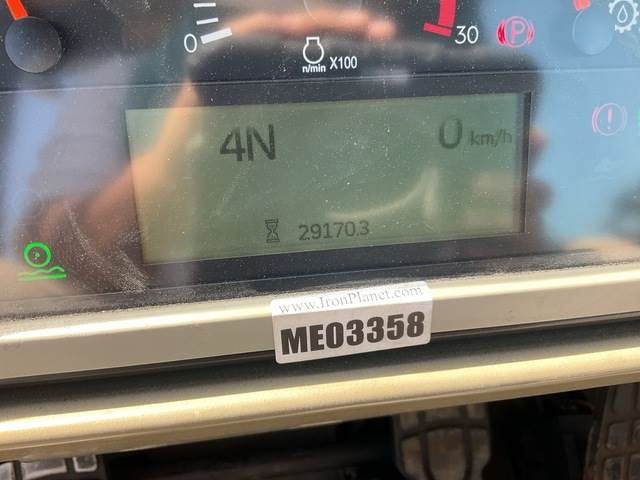 0
30
P
n/min X100
4N
0 km/h
29170.3
www.IronPlanet.com
ME03358